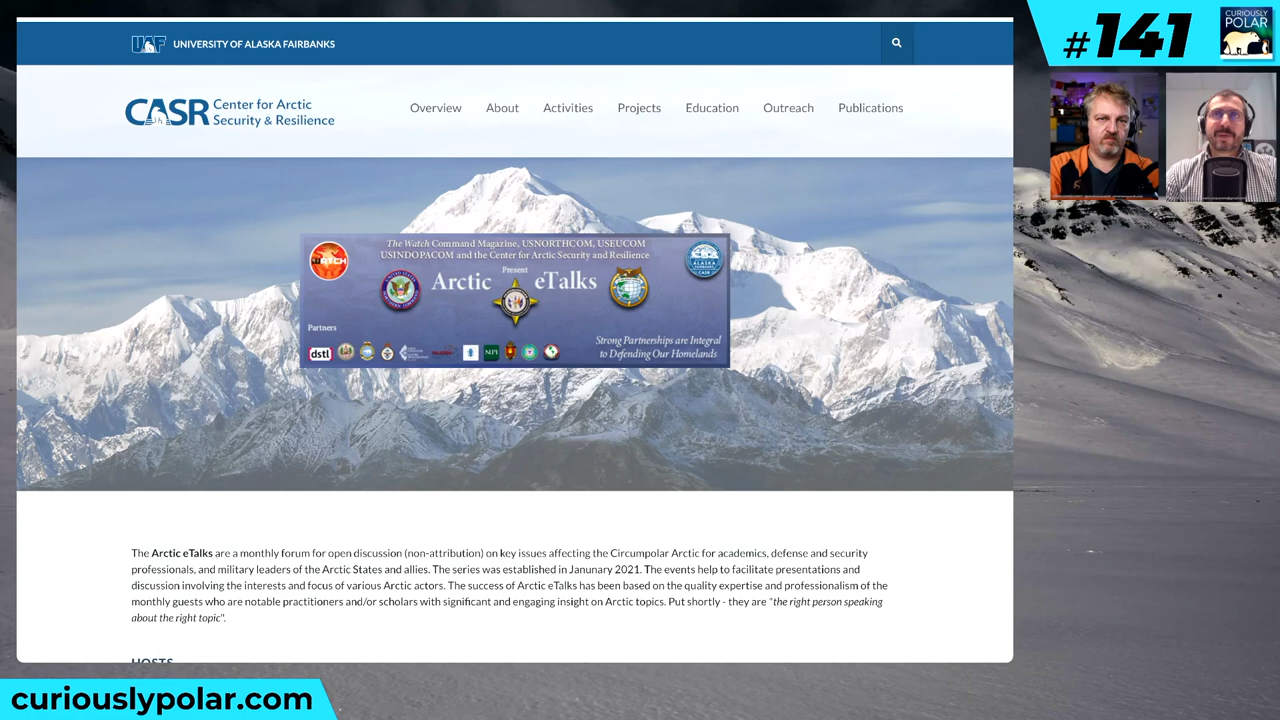 #141
CURIOUSLY
POLAR
UAF UNIVERSITY OF ALASKA FAIRBANKS
CASR Center for Arctic
Security & Resilience
Overview About Activities Projects Education Outreach Publications
The Watch Command Magazine, USNORTHCOM, USEUCOM
USINDOPACOM and the Center for Arctic Security and Resilience
Present
Arctic eTalks
Partners
dstl
NIPI
Strong Partnerships are Integral
to Defending Our Homelands
The Arctic eTalks are a monthly forum for open discussion (non-attribution) on key issues affecting the Circumpolar Arctic for academics, defense and security
professionals, and military leaders of the Arctic States and allies. The series was established in Janunary 2021. The events help to facilitate presentations and
discussion involving the interests and focus of various Arctic actors. The success of Arctic eTalks has been based on the quality expertise and professionalism of the
monthly guests who are notable practitioners and/or scholars with significant and engaging insight on Arctic topics. Put shortly - they are "the right person speaking
about the right topic".
HOSTS
curiouslypolar.com